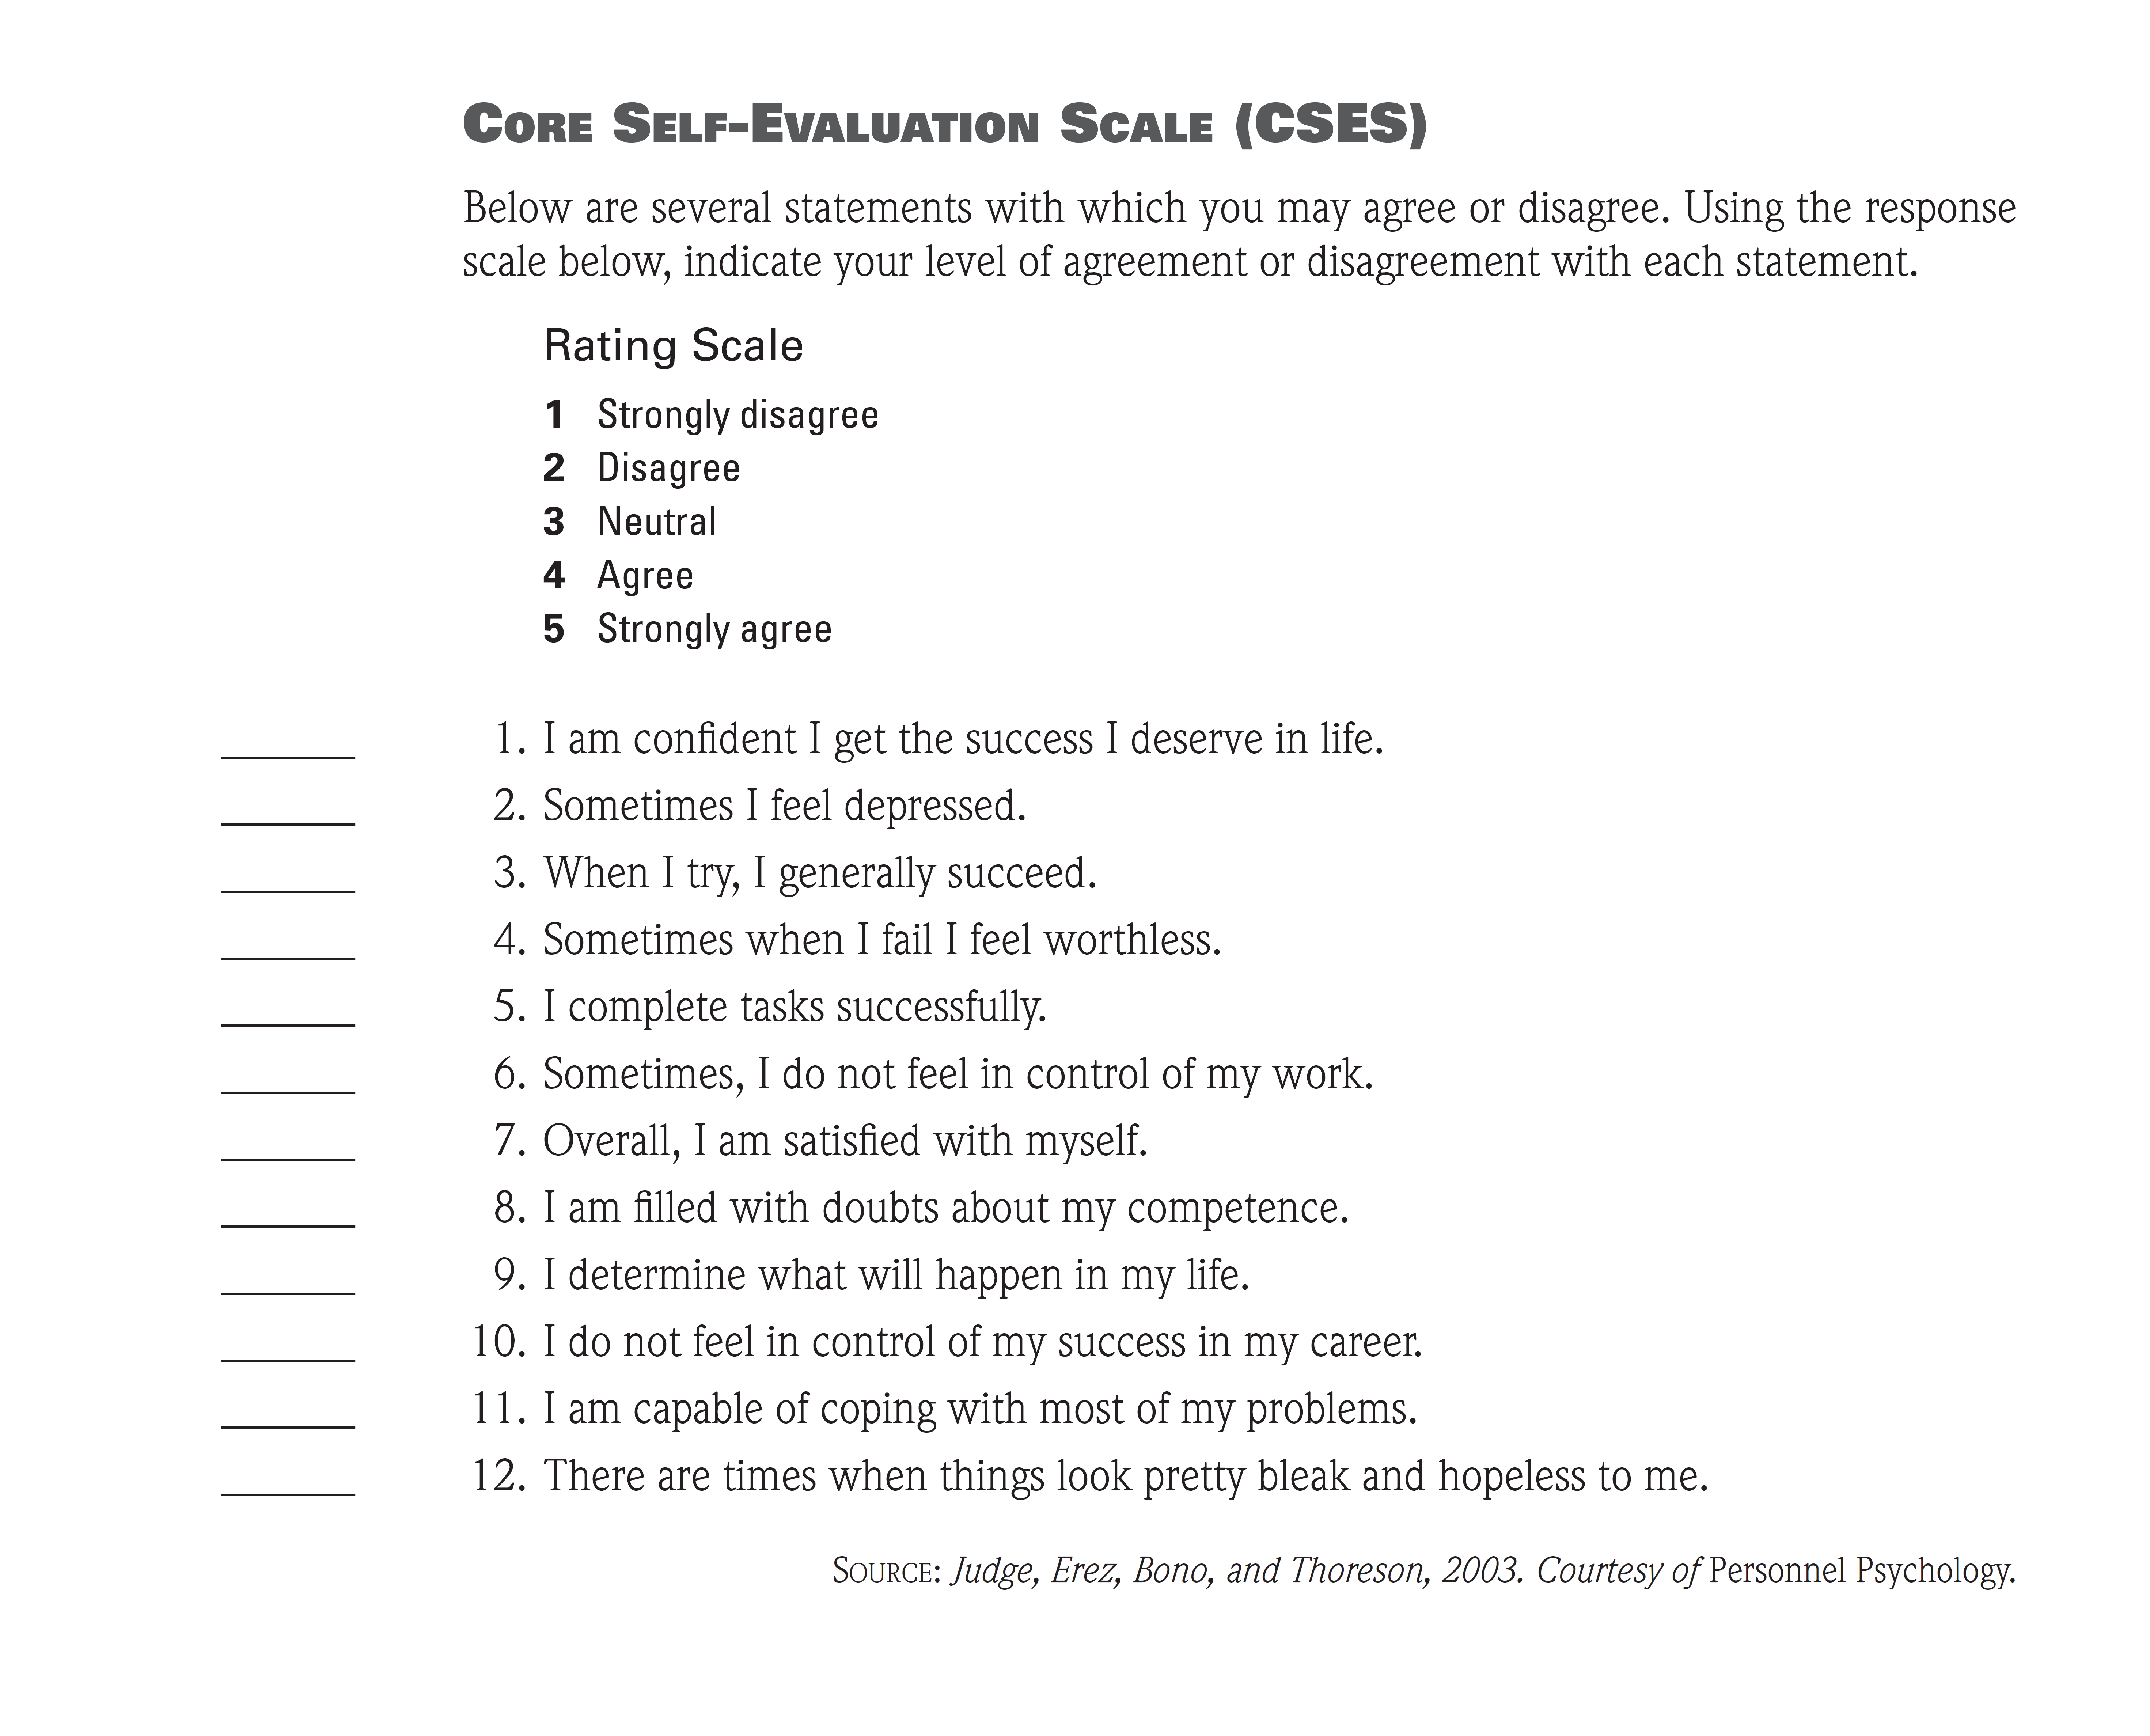 CORE SELF-EVALUATION SCALE (CSES)
Below are several statements with which you may agree or disagree. Using the response
scale below, indicate your level of agreement or disagreement with each statement.
Rating Scale
1 Strongly disagree
2 Disagree
3 Neutral
4 Agree
5 Strongly agree
1. I am confident I get the success I deserve in life.
2. Sometimes I feel depressed.
3. When I try, I generally succeed.
4. Sometimes when I fail I feel worthless.
5. I complete tasks successfully.
6. Sometimes, I do not feel in control of my work.
7. Overall, I am satisfied with myself.
8. I am filled with doubts about my competence.
9. I determine what will happen in my life.
10. I do not feel in control of my success in my career.
11. I am capable of coping with most of my problems.
12. There are times when things look pretty bleak and hopeless to me.
SOURCE: Judge, Erez, Bono, and Thoreson, 2003. Courtesy of Personnel Psychology.